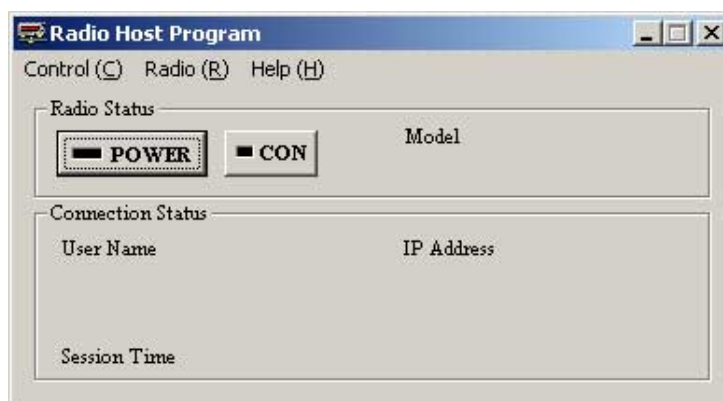 Radio Host Program
Control (C) Radio (R) Help (H)
Radio Status
POWER CON Model
Connection Status
User Name IP Address
Session Time